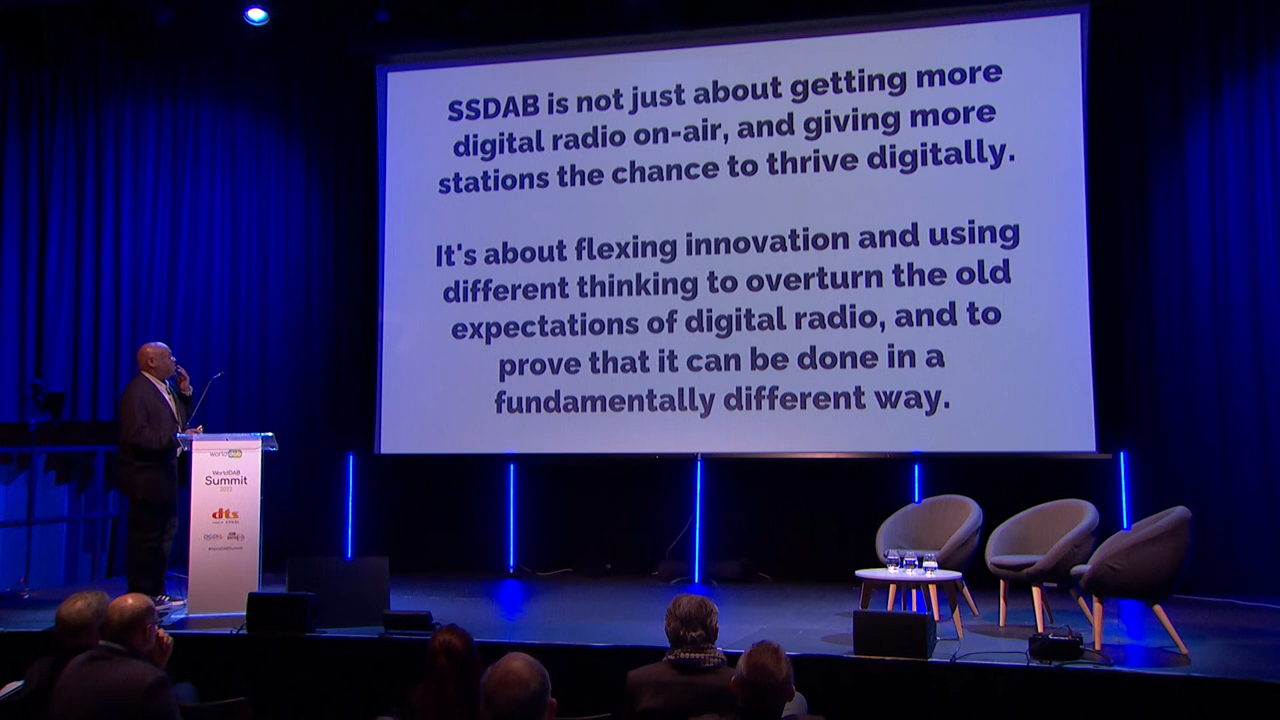 SSDAB is not just about getting more
digital radio on-air, and giving more
stations the chance to thrive digitally.
It's about flexing innovation and using
different thinking to overturn the old
expectations of digital radio, and to
prove that it can be done in a
fundamentally different way.
worlddab
WorldDAB
Summit
2022
dts
#WorldDABSummit